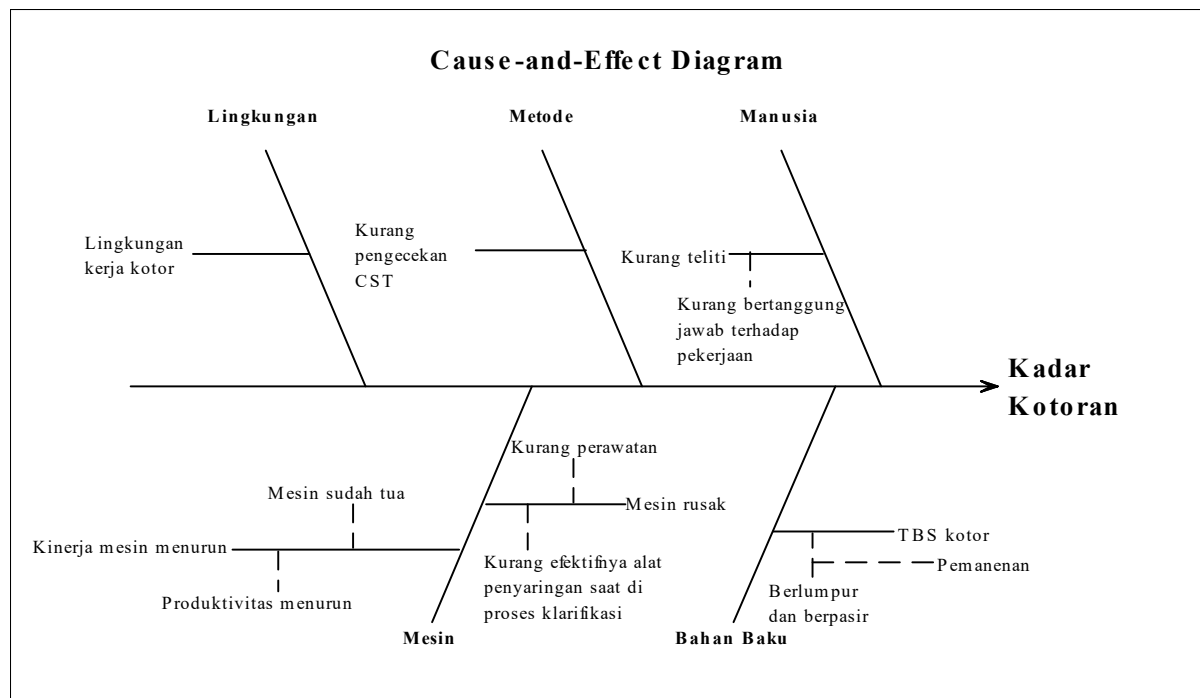 Cause-and-Effect Diagram
Lingkungan
Metode
Manusia
Lingkungan
kerja kotor
Kurang
pengecekan
CST
Kurang teliti
Kurang bertanggung
jawab terhadap
pekerjaan
Kadar
Kotoran
Kurang perawatan
Mesin sudah tua
Mesin rusak
Kinerja mesin menurun
Produktivitas menurun
Kurang efektifnya alat
penyaringan saat di
proses klarifikasi
TBS kotor
Pemanenan
Berlumpur
dan berpasir
Mesin
Bahan Baku